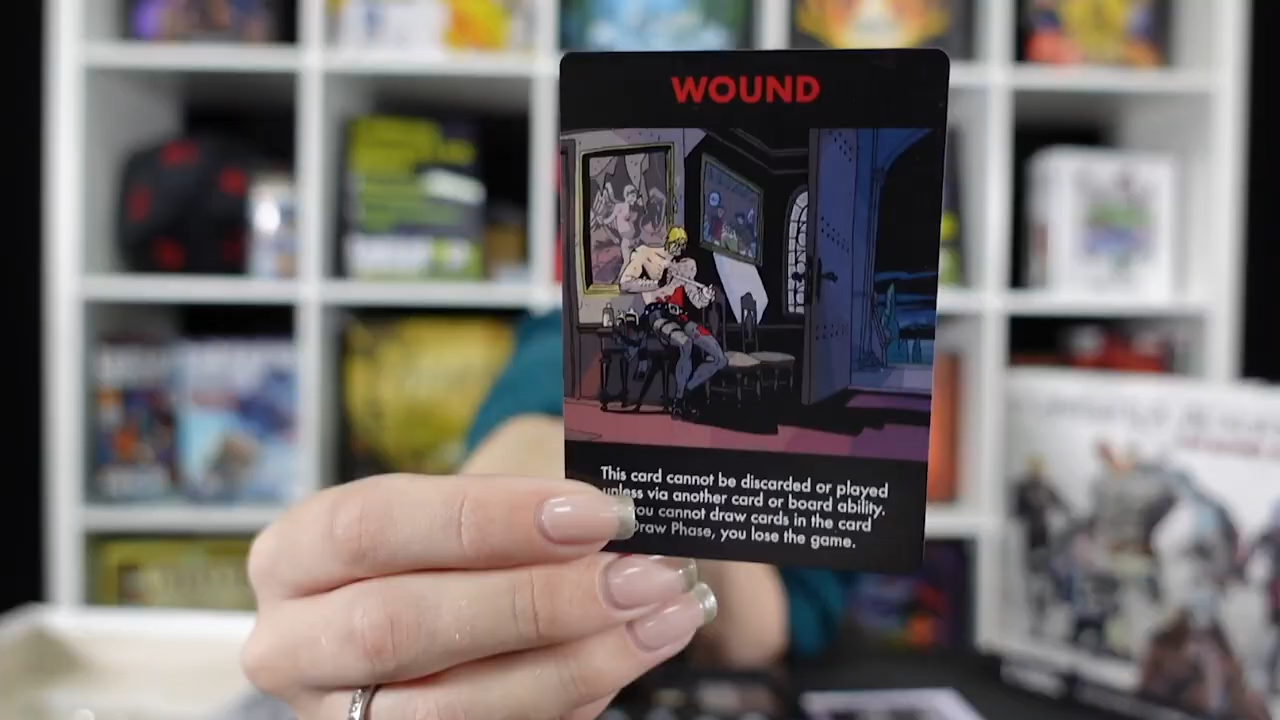 WOUND
This card cannot be discarded or played
unless via another card or board ability.
you cannot draw cards in the card
Draw Phase, you lose the game.